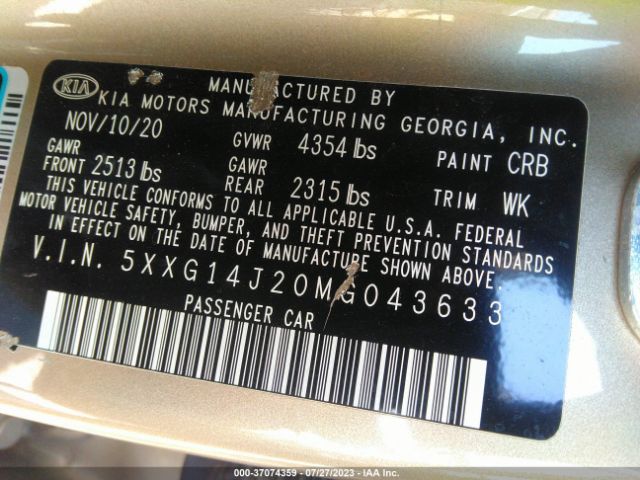 KIA
MANUFACTURED BY
KIA MOTORS MANUFACTURING GEORGIA, INC.
NOV/10/20 GVWR 4354 lbs PAINT CRB
GAWR FRONT 2513 lbs GAWR REAR 2315 lbs TRIM WK
THIS VEHICLE CONFORMS TO ALL APPLICABLE U.S.A. FEDERAL
MOTOR VEHICLE SAFETY, BUMPER, AND THEFT PREVENTION STANDARDS
IN EFFECT ON THE DATE OF MANUFACTURE SHOWN ABOVE.
V.I.N. 5XXG14J20MG043633
PASSENGER CAR
000-37074359 | 07/27/2023 | IAA Inc.